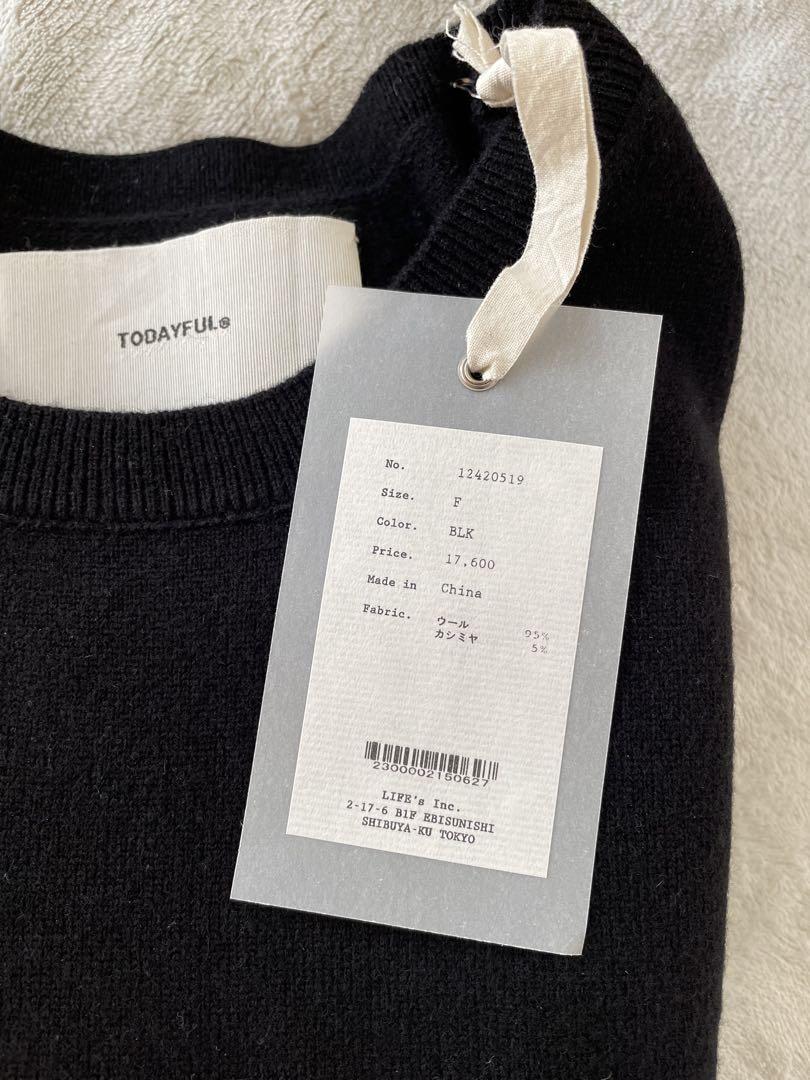 TODAYFUL®
No. 12420519
Size. F
Color. BLK
Price. 17,600
Made in China
Fabric. ウール 95%
カシミヤ 5%
2300002150627
LIFE's Inc.
2-17-6 B1F EBISUNISHI
SHIBUYA-KU TOKYO